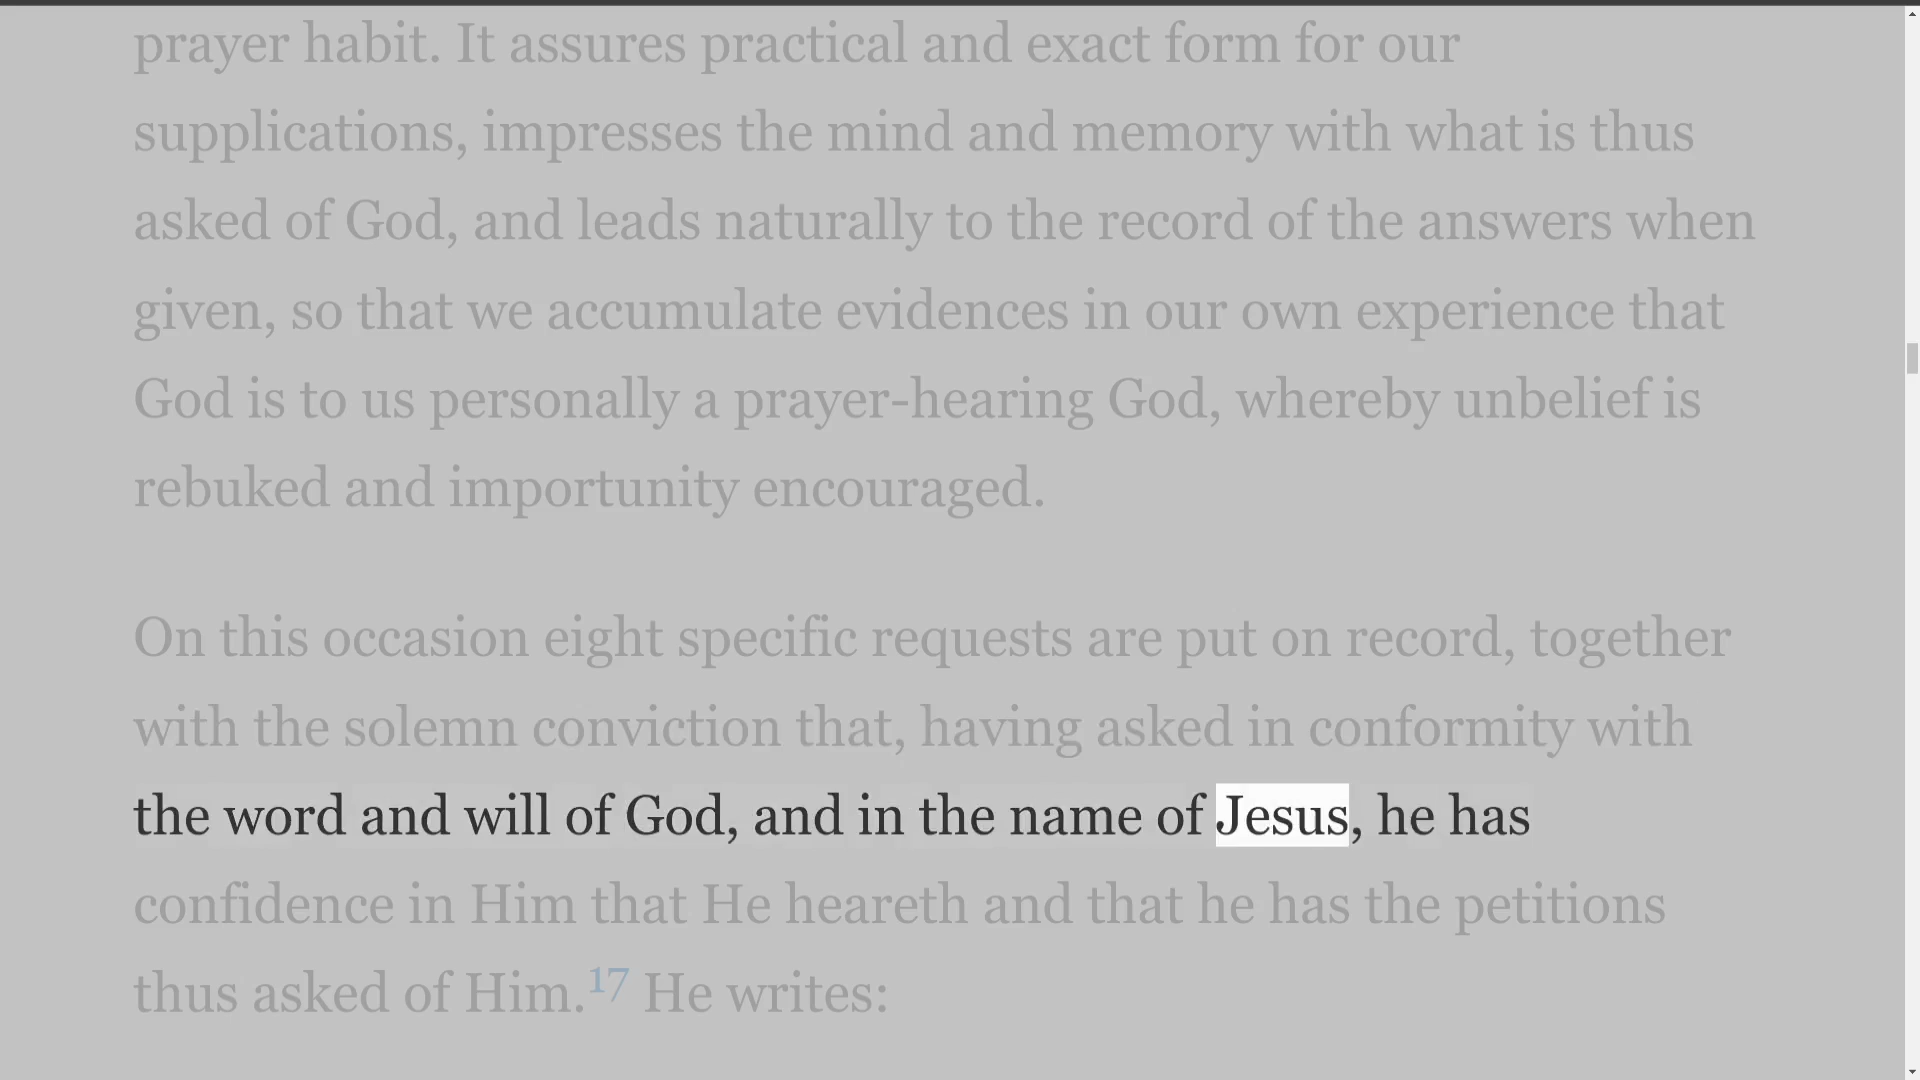 prayer habit. It assures practical and exact form for our
supplications, impresses the mind and memory with what is thus
asked of God, and leads naturally to the record of the answers when
given, so that we accumulate evidences in our own experience that
God is to us personally a prayer-hearing God, whereby unbelief is
rebuked and importunity encouraged.
On this occasion eight specific requests are put on record, together
with the solemn conviction that, having asked in conformity with
the word and will of God, and in the name of Jesus, he has
confidence in Him that He heareth and that he has the petitions
thus asked of Him.17 He writes: